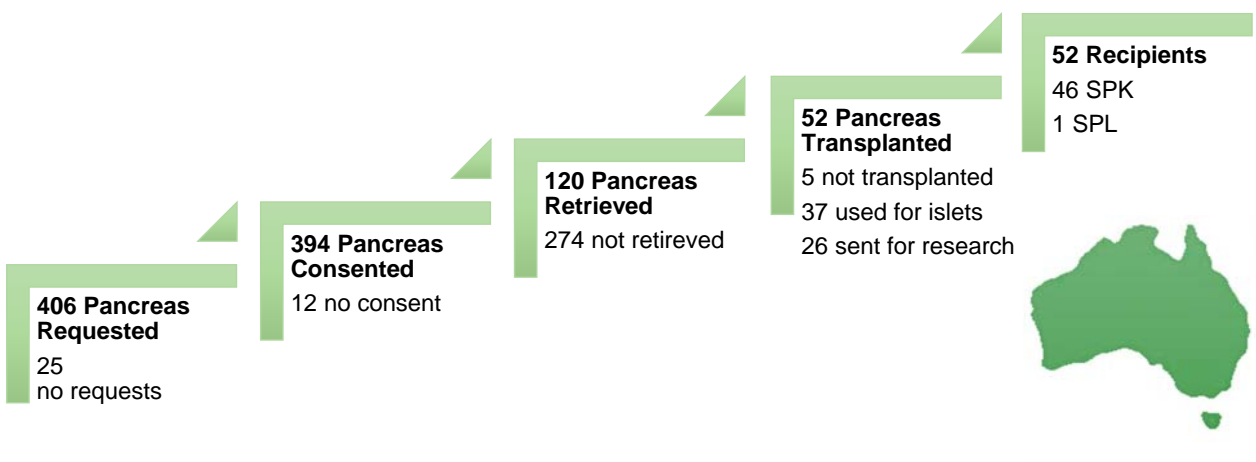 406 Pancreas
Requested
25
no requests
394 Pancreas
Consented
12 no consent
120 Pancreas
Retrieved
274 not retireved
52 Pancreas
Transplanted
5 not transplanted
37 used for islets
26 sent for research
52 Recipients
46 SPK
1 SPL